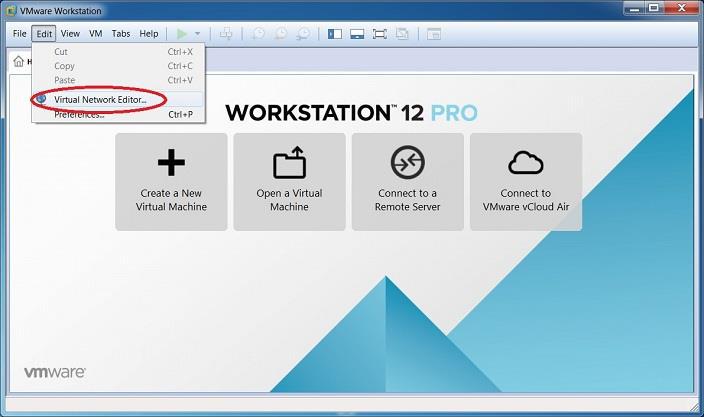 VMware Workstation
File Edit View VM Tabs Help
Cut Ctrl+X
Copy Ctrl+C
Paste Ctrl+V
Virtual Network Editor...
Preferences... Ctrl+P
WORKSTATION™ 12 PRO
Create a New
Virtual Machine
Open a Virtual
Machine
Connect to a
Remote Server
Connect to
VMware vCloud Air
vmware®